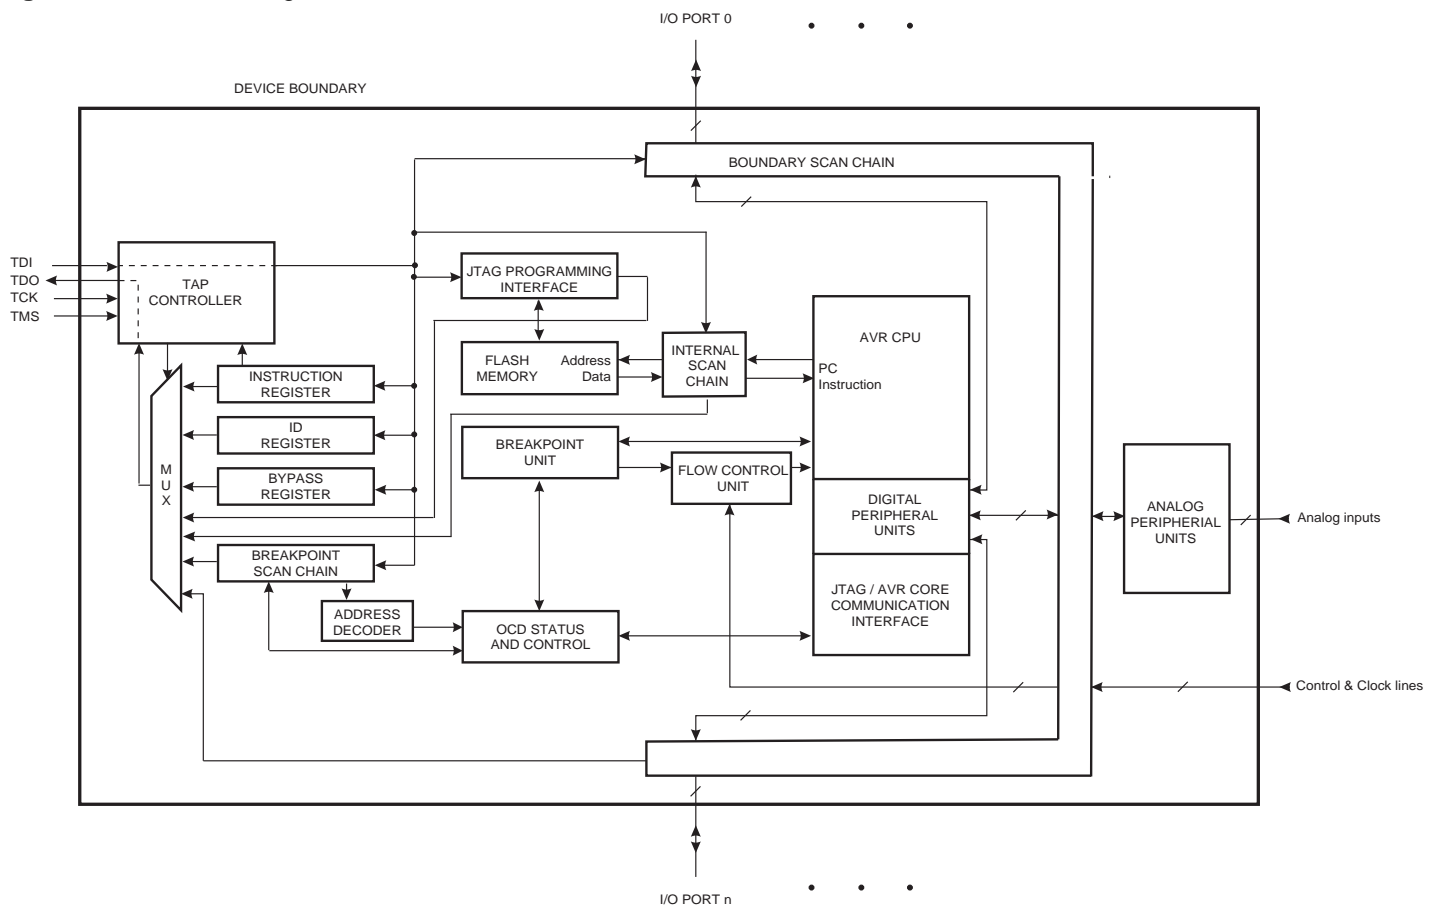 I/O PORT 0
DEVICE BOUNDARY
BOUNDARY SCAN CHAIN
TDI
TDO
TCK
TMS
TAP
CONTROLLER
JTAG PROGRAMMING
INTERFACE
AVR CPU
INTERNAL
SCAN
CHAIN
FLASH
MEMORY
Address
Data
PC
Instruction
INSTRUCTION
REGISTER
ID
REGISTER
BREAKPOINT
UNIT
FLOW CONTROL
UNIT
M
U
X
BYPASS
REGISTER
DIGITAL
PERIPHERAL
UNITS
ANALOG
PERIPHERIAL
UNITS
Analog inputs
BREAKPOINT
SCAN CHAIN
JTAG / AVR CORE
COMMUNICATION
INTERFACE
ADDRESS
DECODER
OCD STATUS
AND CONTROL
Control & Clock lines
I/O PORT n